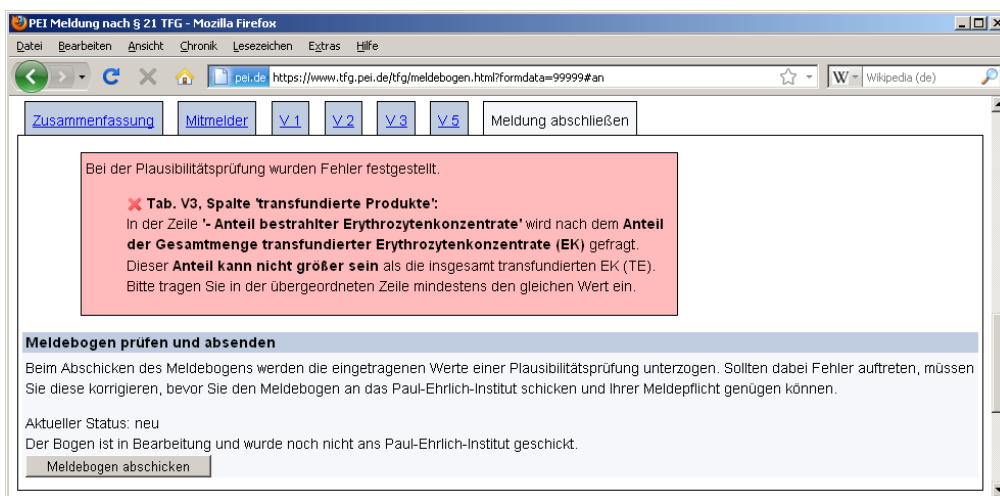 PEI Meldung nach § 21 TFG - Mozilla Firefox
Datei Bearbeiten Ansicht Chronik Lesezeichen Extras Hilfe
pei.de https://www.tfg.pei.de/tfg/meldebogen.html?formdata=99999#an W Wikipedia (de)
Zusammenfassung Mitmelder V 1 V 2 V 3 V 5 Meldung abschließen
Bei der Plausibilitätsprüfung wurden Fehler festgestellt.
Tab. V3, Spalte 'transfundierte Produkte':
In der Zeile '- Anteil bestrahlter Erythrozytenkonzentrate' wird nach dem Anteil
der Gesamtmenge transfundierter Erythrozytenkonzentrate (EK) gefragt.
Dieser Anteil kann nicht größer sein als die insgesamt transfundierten EK (TE).
Bitte tragen Sie in der übergeordneten Zeile mindestens den gleichen Wert ein.
Meldebogen prüfen und absenden
Beim Abschicken des Meldebogens werden die eingetragenen Werte einer Plausibilitätsprüfung unterzogen. Sollten dabei Fehler auftreten, müssen
Sie diese korrigieren, bevor Sie den Meldebogen an das Paul-Ehrlich-Institut schicken und Ihrer Meldepflicht genügen können.
Aktueller Status: neu
Der Bogen ist in Bearbeitung und wurde noch nicht ans Paul-Ehrlich-Institut geschickt.
Meldebogen abschicken